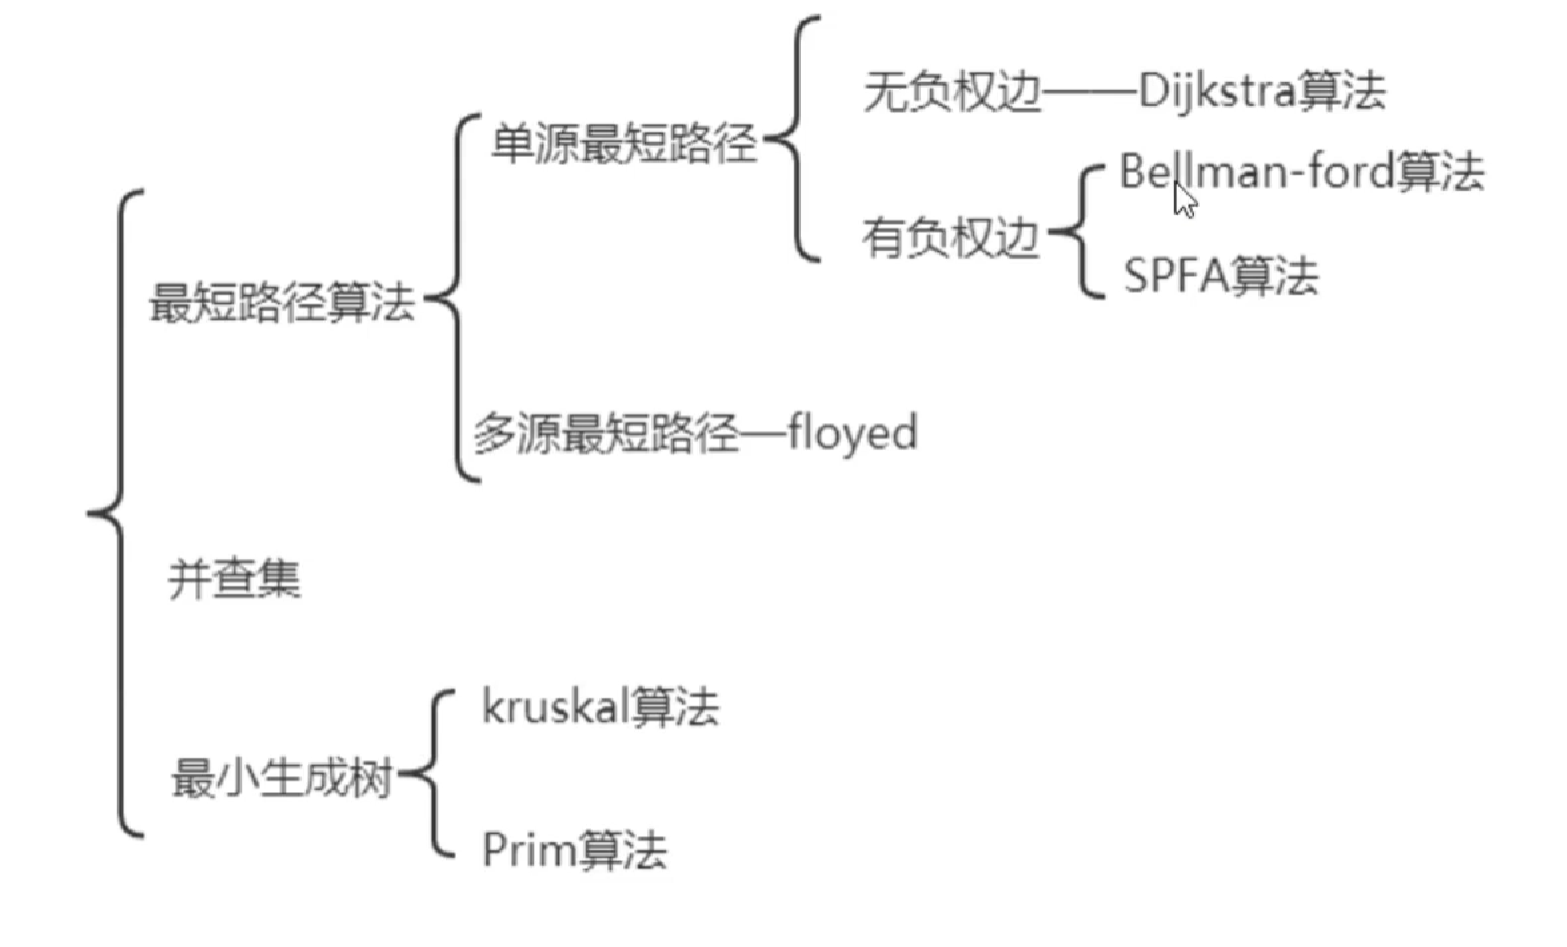 最短路径算法
单源最短路径
无负权边——Dijkstra算法
有负权边
Bellman-ford算法
SPFA算法
多源最短路径—floyed
并查集
最小生成树
kruskal算法
Prim算法